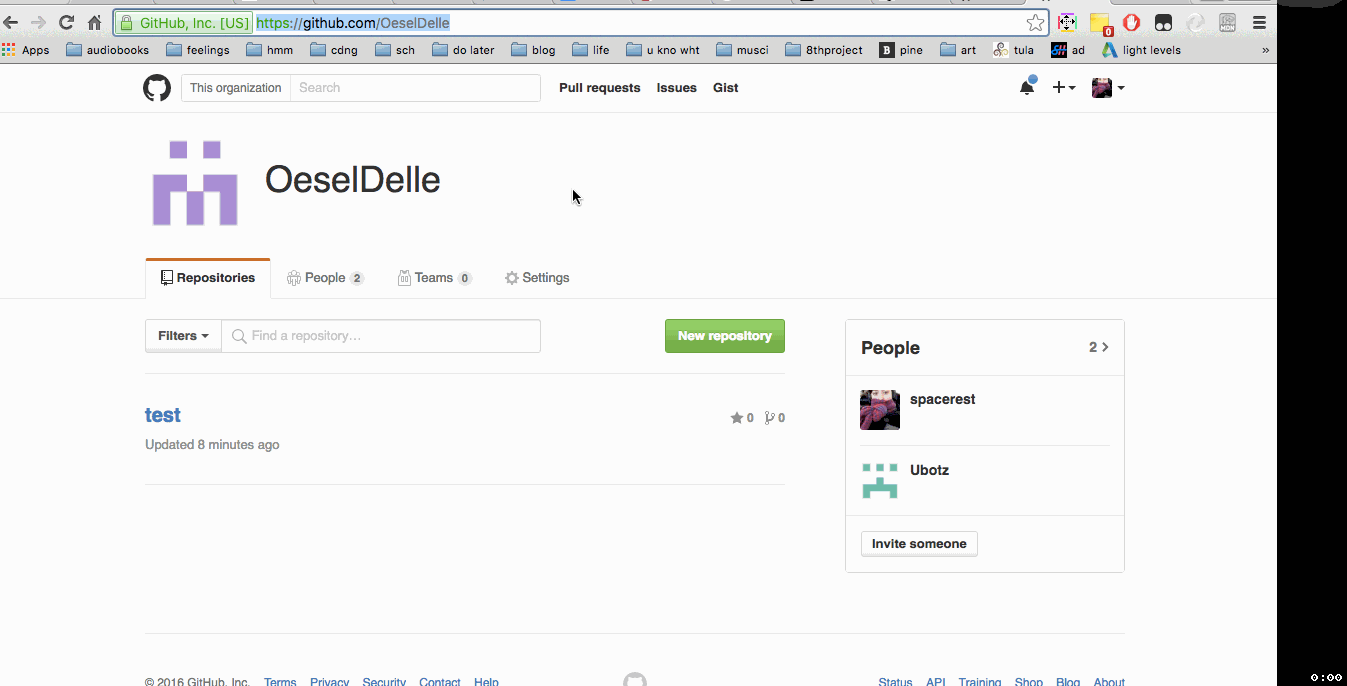 GitHub, Inc. [US] https://github.com/OeselDelle 0
Apps audiobooks feelings hmm cdng sch do later blog life u kno wht musci 8thproject B pine art tula ad light levels »
This organization Search Pull requests Issues Gist
OeselDelle
Repositories People 2 Teams 0 Settings
Filters Find a repository... New repository
People 2
test 0 0
Updated 8 minutes ago
spacerest
Ubotz
Invite someone
© 2016 GitHub, Inc. Terms Privacy Security Contact Help Status API Training Shop Blog About
0:00